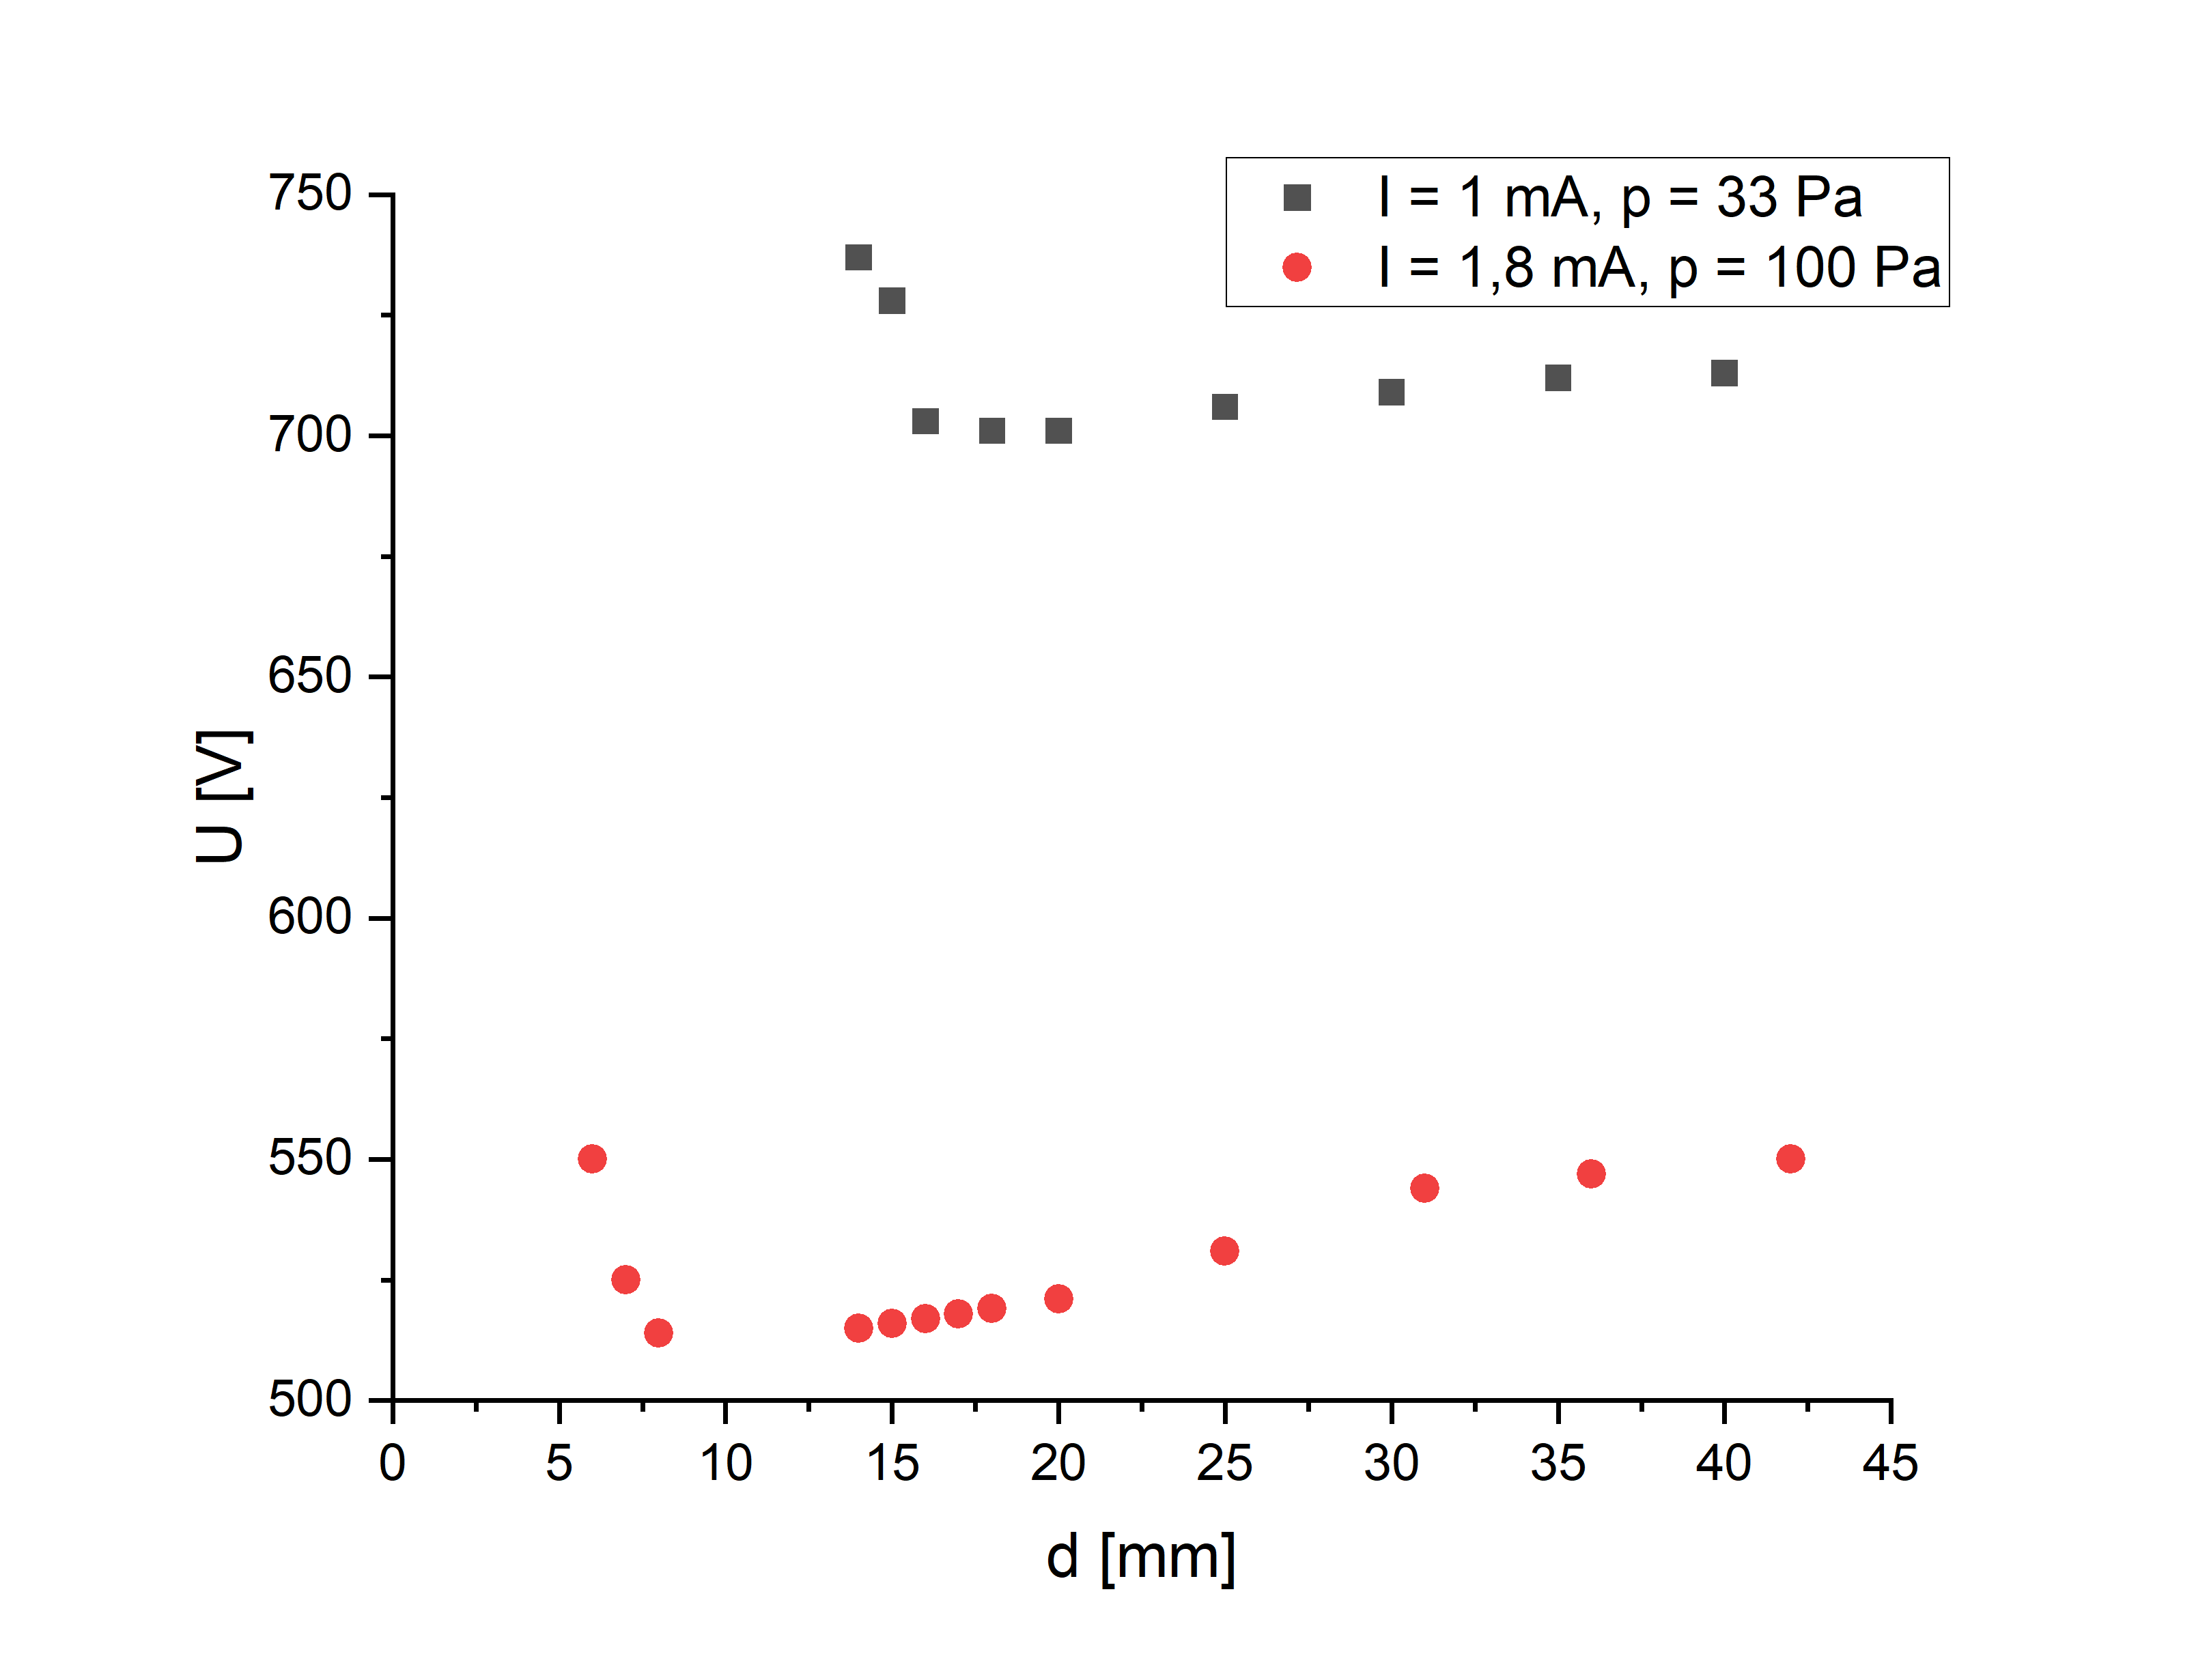 I = 1 mA, p = 33 Pa
I = 1,8 mA, p = 100 Pa
750
700
650
600
550
500
U [V]
0 5 10 15 20 25 30 35 40 45
d [mm]